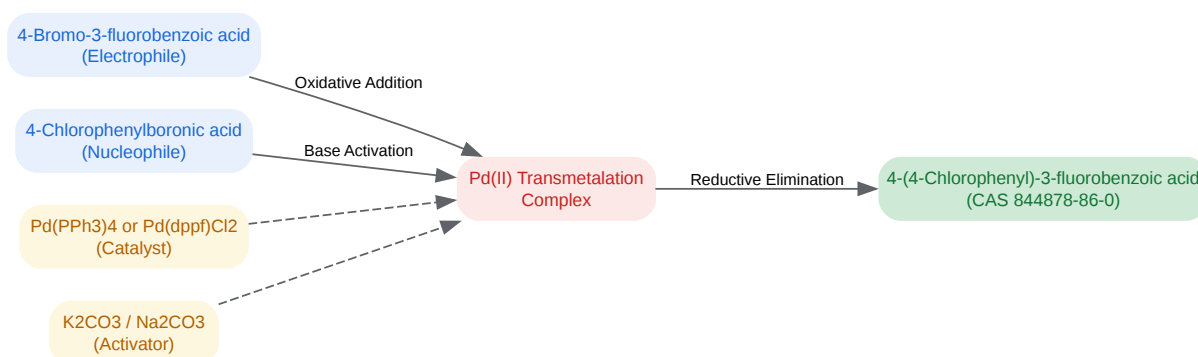 4-Bromo-3-fluorobenzoic acid
(Electrophile)
Oxidative Addition
4-Chlorophenylboronic acid
(Nucleophile)
Base Activation
Pd(II) Transmetalation
Complex
Reductive Elimination
4-(4-Chlorophenyl)-3-fluorobenzoic acid
(CAS 844878-86-0)
Pd(PPh3)4 or Pd(dppf)Cl2
(Catalyst)
K2CO3 / Na2CO3
(Activator)